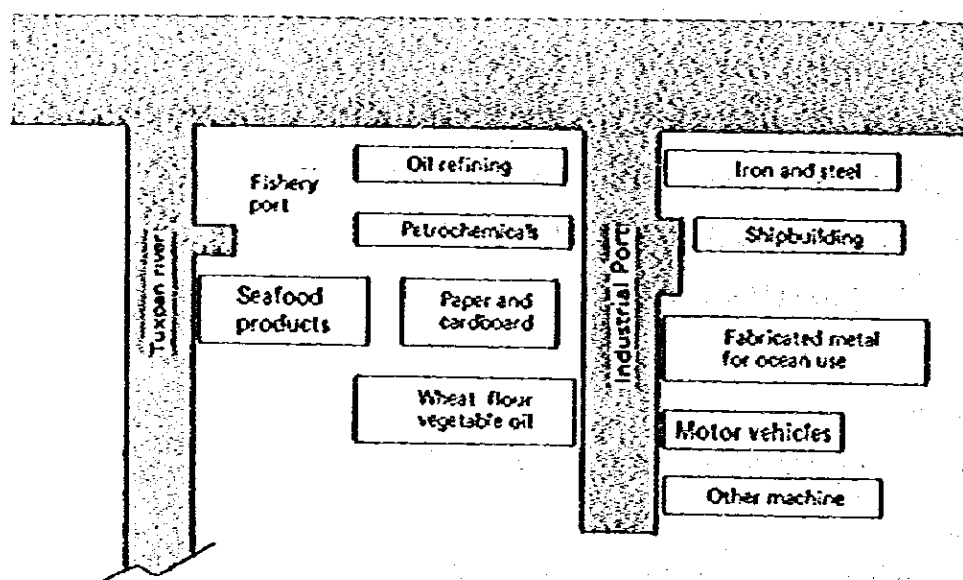 Oil refining
Iron and steel
Fishery
port
Petrochemicals
Shipbuilding
Tuxpan river
Industrial Port
Seafood
products
Paper and
cardboard
Fabricated metal
for ocean use
Wheat flour
vegetable oil
Motor vehicles
Other machine